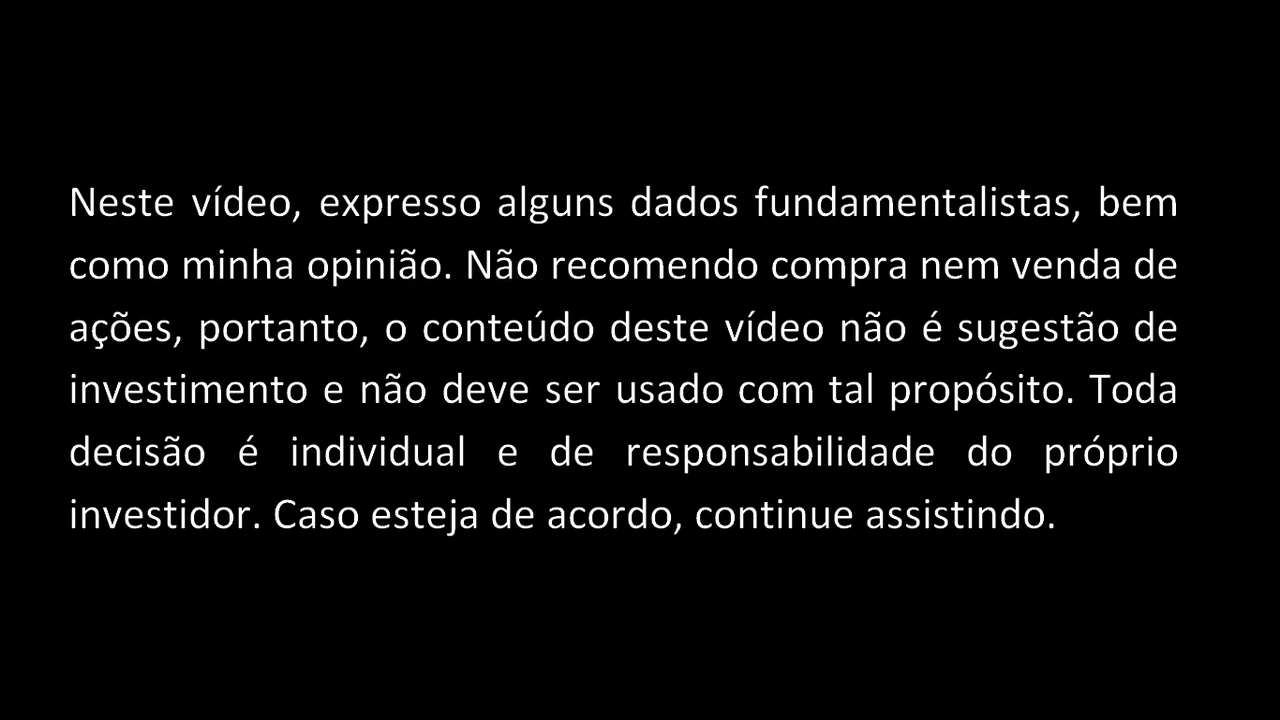 Neste vídeo, expresso alguns dados fundamentalistas, bem
como minha opinião. Não recomendo compra nem venda de
ações, portanto, o conteúdo deste vídeo não é sugestão de
investimento e não deve ser usado com tal propósito. Toda
decisão é individual e de responsabilidade do próprio
investidor. Caso esteja de acordo, continue assistindo.